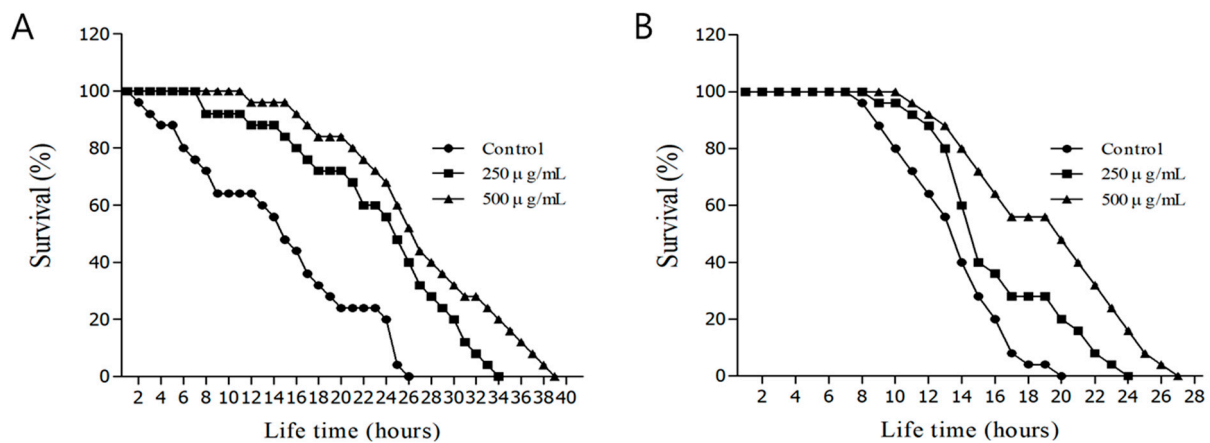 A
120
100
80
60
40
20
0
Survival (%)
Control
250 μ g/mL
500 μ g/mL
2 4 6 8 10 12 14 16 18 20 22 24 26 28 30 32 34 36 38 40
Life time (hours)
B
120
100
80
60
40
20
0
Survival (%)
Control
250 μ g/mL
500 μ g/mL
2 4 6 8 10 12 14 16 18 20 22 24 26 28
Life time (hours)